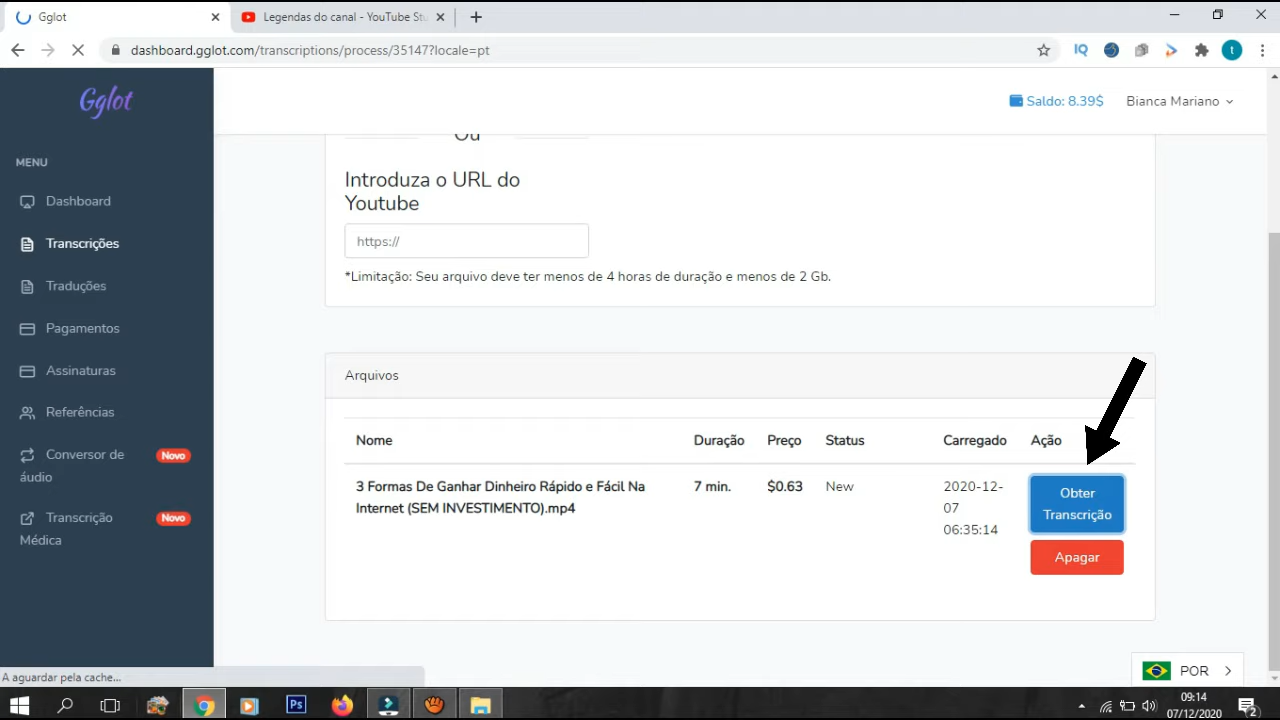 Gglot
Legendas do canal - YouTube Stu
dashboard.gglot.com/transcriptions/process/35147?locale=pt
IQ
t
Gglot
Saldo: 8.39$
Bianca Mariano
MENU
Dashboard
Transcrições
Traduções
Pagamentos
Assinaturas
Referências
Conversor de
áudio
Novo
Transcrição
Médica
Novo
Ou
Introduza o URL do
Youtube
https://
*Limitação: Seu arquivo deve ter menos de 4 horas de duração e menos de 2 Gb.
Arquivos
Nome
Duração
Preço
Status
Carregado
Ação
3 Formas De Ganhar Dinheiro Rápido e Fácil Na
Internet (SEM INVESTIMENTO).mp4
7 min.
$0.63
New
2020-12-
07
06:35:14
Obter
Transcrição
Apagar
A aguardar pela cache...
POR
Ps
09:14
07/12/2020
2